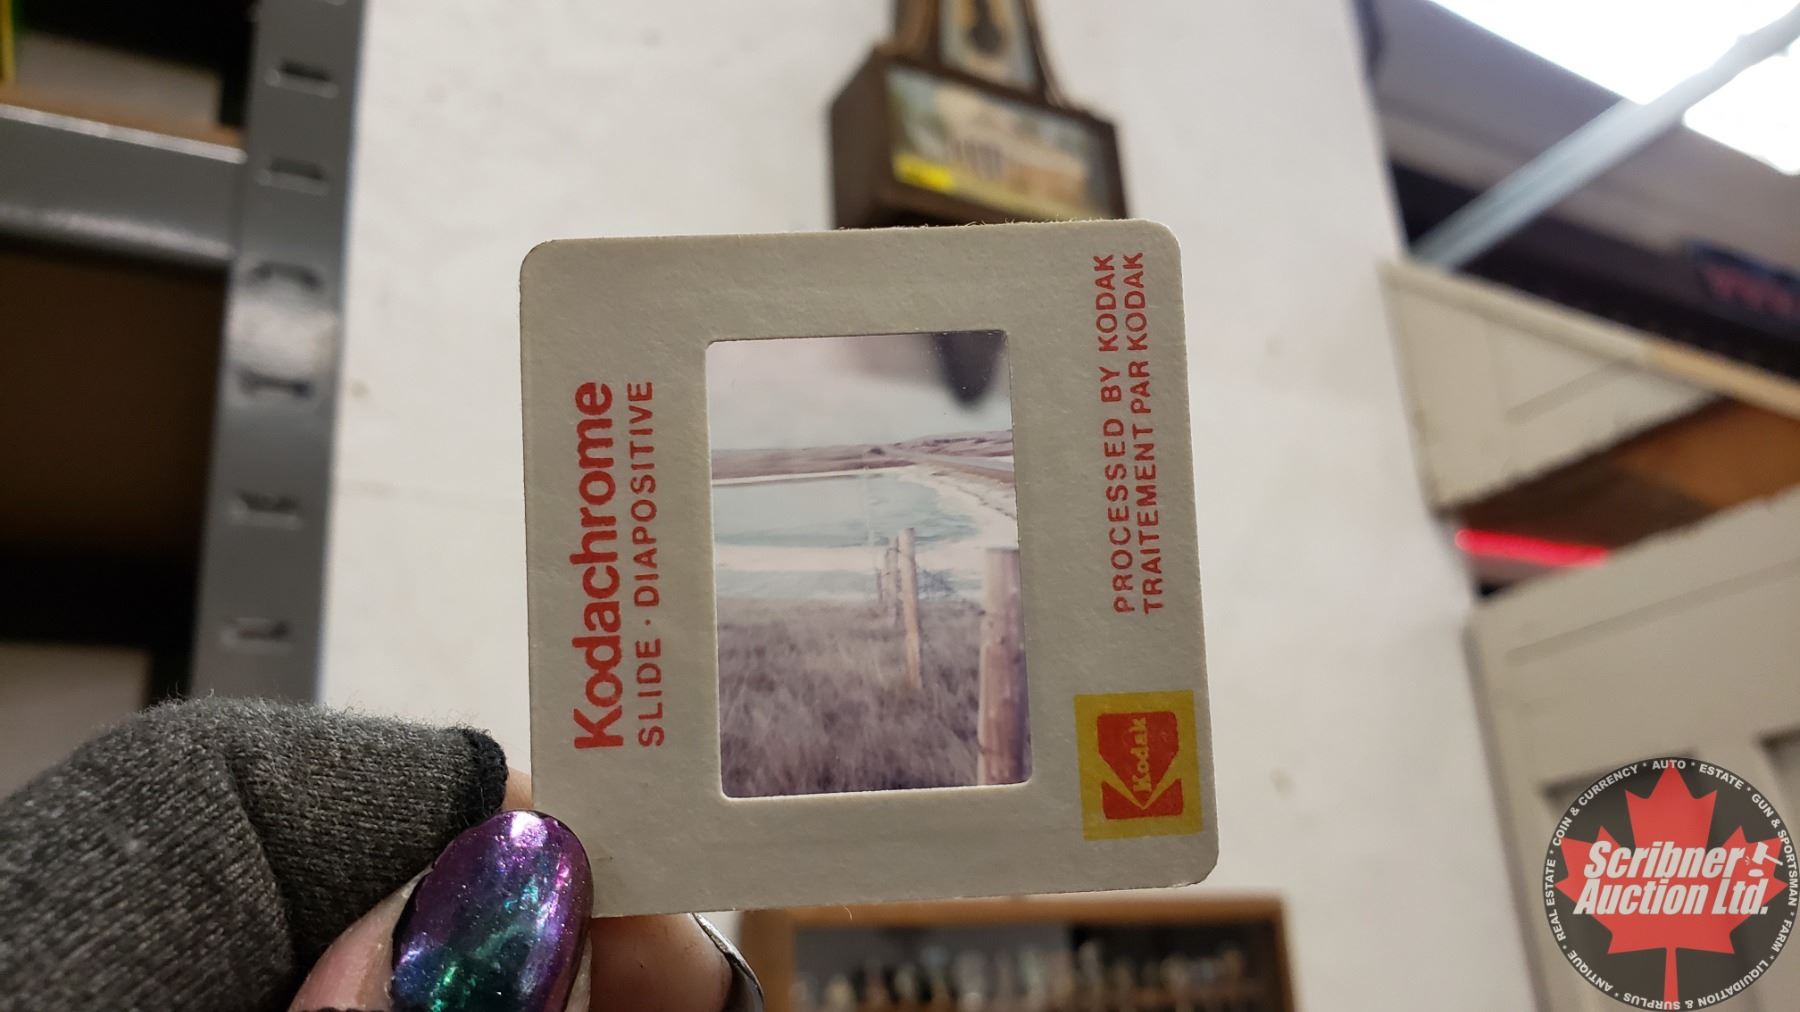 Kodachrome
SLIDE · DIAPOSITIVE
PROCESSED BY KODAK
TRAITEMENT PAR KODAK
Kodak
Scribner
Auction Ltd.
REAL ESTATE * COIN & CURRENCY * AUTO * ESTATE * GUN & SPORTSMAN * FARM * LIQUIDATION & SURPLUS * ANTIQUE *